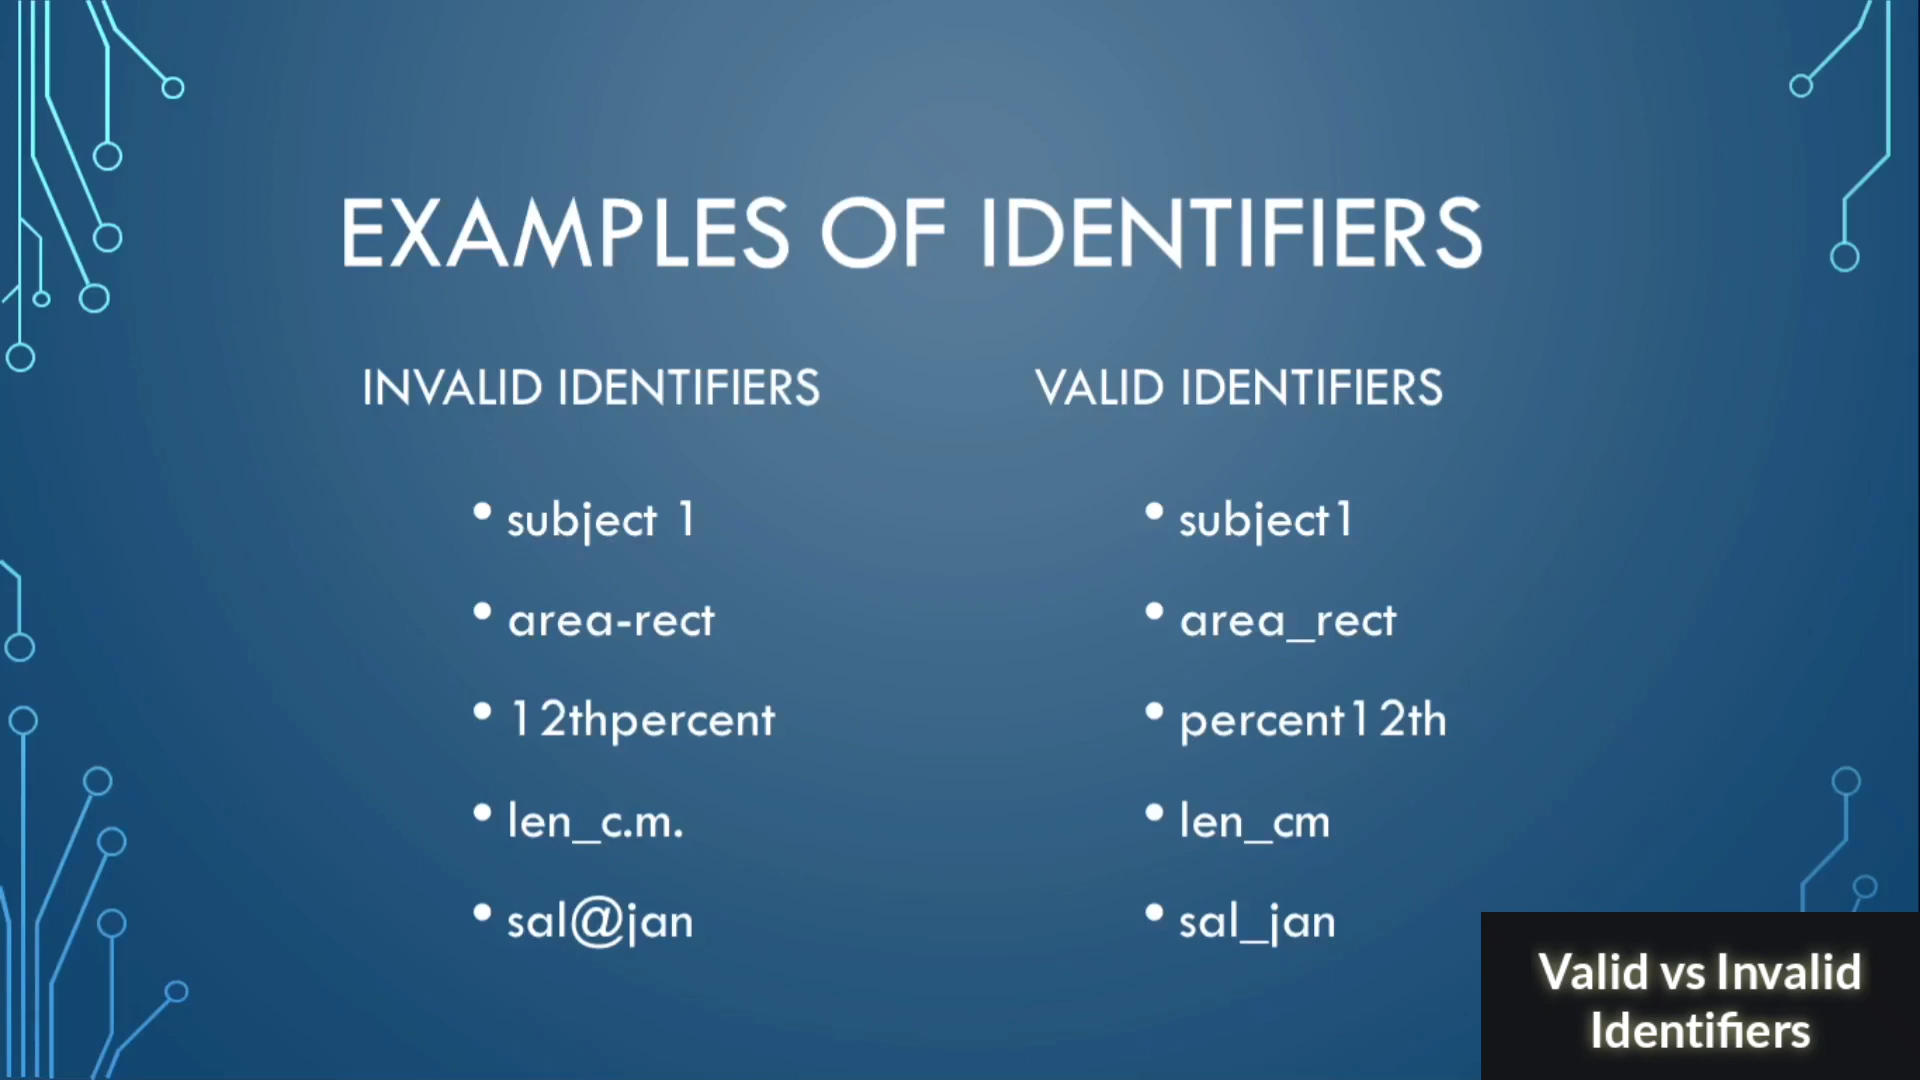 EXAMPLES OF IDENTIFIERS
INVALID IDENTIFIERS
• subject 1
• area-rect
• 12thpercent
• len_c.m.
• sal@jan
VALID IDENTIFIERS
• subject1
• area_rect
• percent12th
• len_cm
• sal_jan
Valid vs Invalid
Identifiers